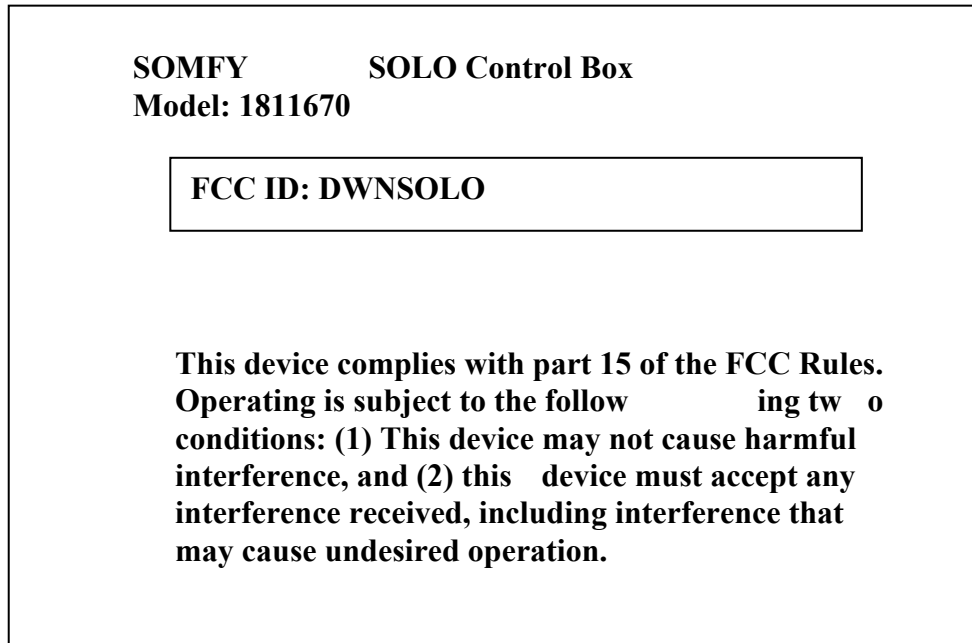 SOMFY SOLO Control Box
Model: 1811670
FCC ID: DWNSOLO
This device complies with part 15 of the FCC Rules.
Operating is subject to the follow ing tw o
conditions: (1) This device may not cause harmful
interference, and (2) this device must accept any
interference received, including interference that
may cause undesired operation.